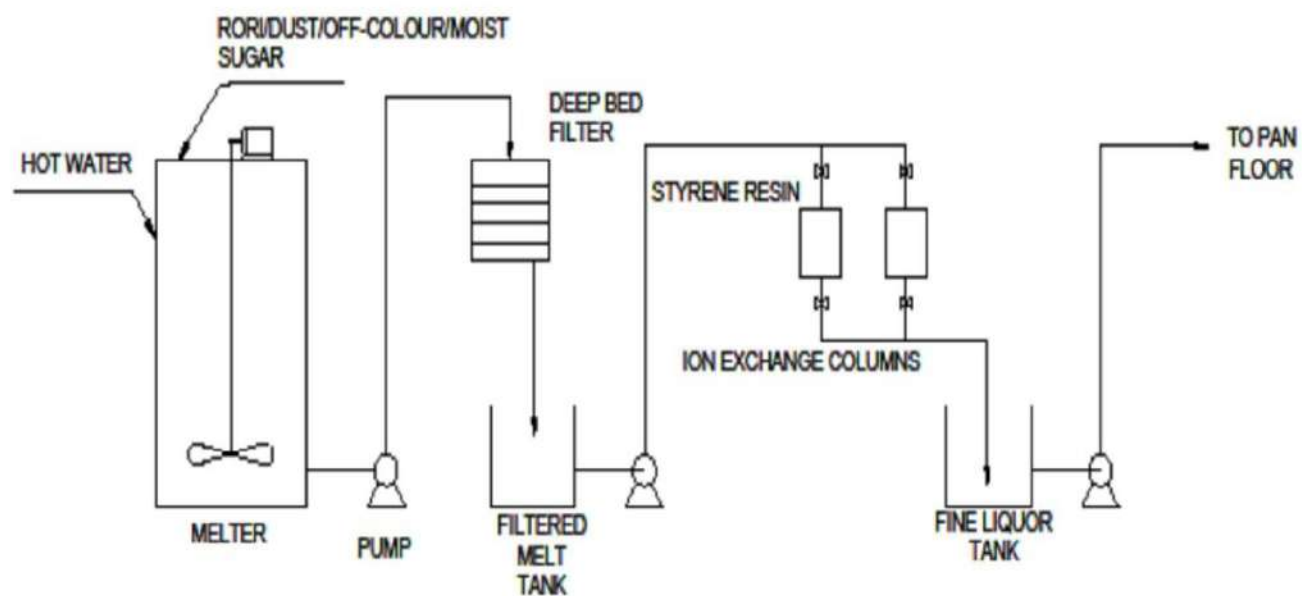 RORI/DUST/OFF-COLOUR/MOIST
SUGAR
HOT WATER
DEEP BED
FILTER
TO PAN
FLOOR
STYRENE RESIN
ION EXCHANGE COLUMNS
MELTER
PUMP
FILTERED
MELT
TANK
FINE LIQUOR
TANK